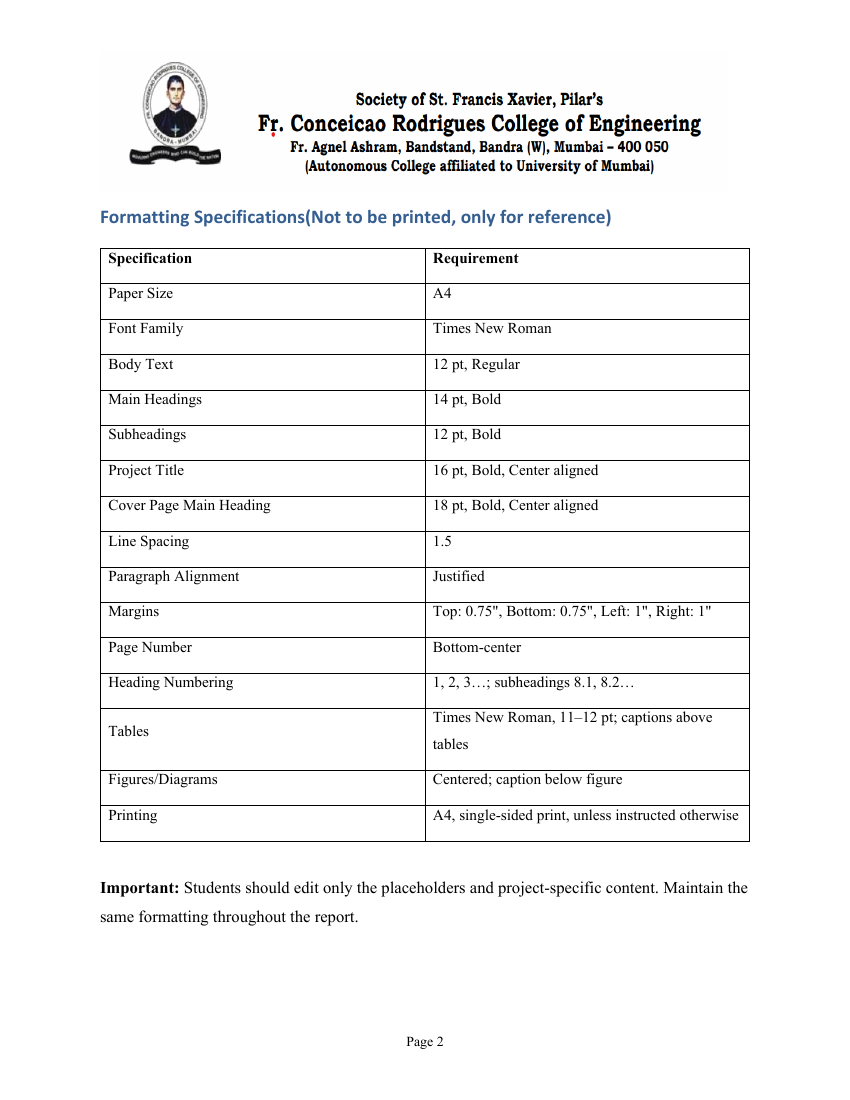 FR. CONCEICAO RODRIGUES COLLEGE OF ENGINEERING
BANDRA - MUMBAI
Society of St. Francis Xavier, Pilar's
Fr. Conceicao Rodrigues College of Engineering
Fr. Agnel Ashram, Bandstand, Bandra (W), Mumbai – 400 050
(Autonomous College affiliated to University of Mumbai)
Formatting Specifications(Not to be printed, only for reference)
Specification Requirement
Paper Size A4
Font Family Times New Roman
Body Text 12 pt, Regular
Main Headings 14 pt, Bold
Subheadings 12 pt, Bold
Project Title 16 pt, Bold, Center aligned
Cover Page Main Heading 18 pt, Bold, Center aligned
Line Spacing 1.5
Paragraph Alignment Justified
Margins Top: 0.75", Bottom: 0.75", Left: 1", Right: 1"
Page Number Bottom-center
Heading Numbering 1, 2, 3…; subheadings 8.1, 8.2…
Tables Times New Roman, 11–12 pt; captions above
tables
Figures/Diagrams Centered; caption below figure
Printing A4, single-sided print, unless instructed otherwise
Important: Students should edit only the placeholders and project-specific content. Maintain the
same formatting throughout the report.
Page 2